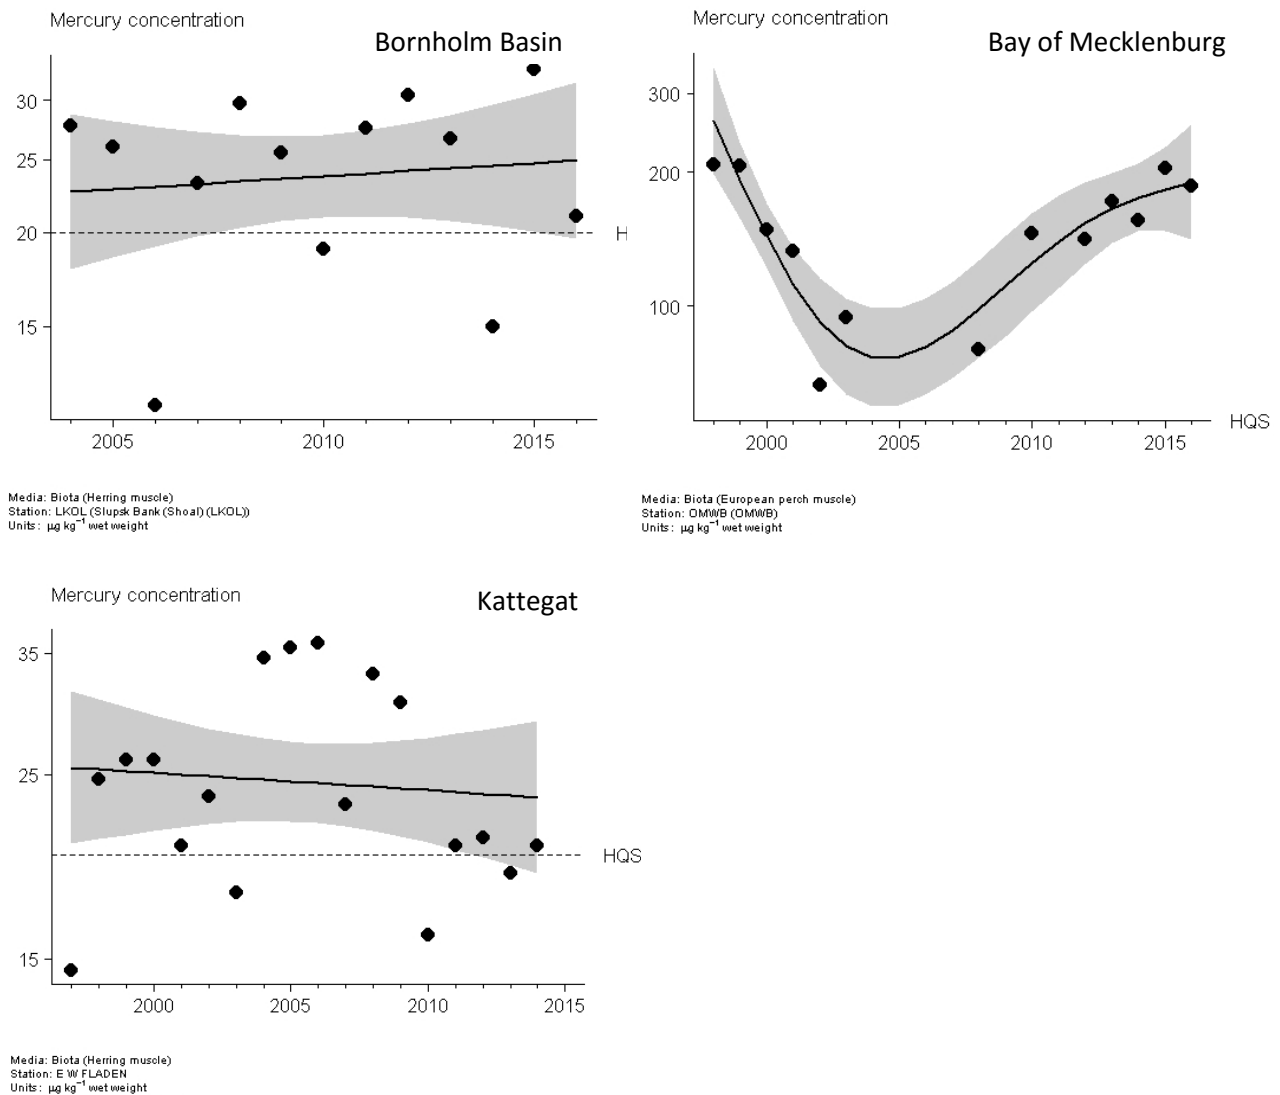 Mercury concentration
Bornholm Basin
30
25
20
15
H
2005
2010
2015
Media: Biota (Herring muscle)
Station: LKOL (Slupsk Bank (Shoal) (LKOL))
Units: µg kg⁻¹ wet weight
Mercury concentration
Bay of Mecklenburg
300
200
100
2000
2005
2010
2015
HQS
Media: Biota (European perch muscle)
Station: OMWB (OMWB)
Units: µg kg⁻¹ wet weight
Mercury concentration
Kattegat
35
25
15
HQS
2000
2005
2010
2015
Media: Biota (Herring muscle)
Station: E W FLADEN
Units: µg kg⁻¹ wet weight